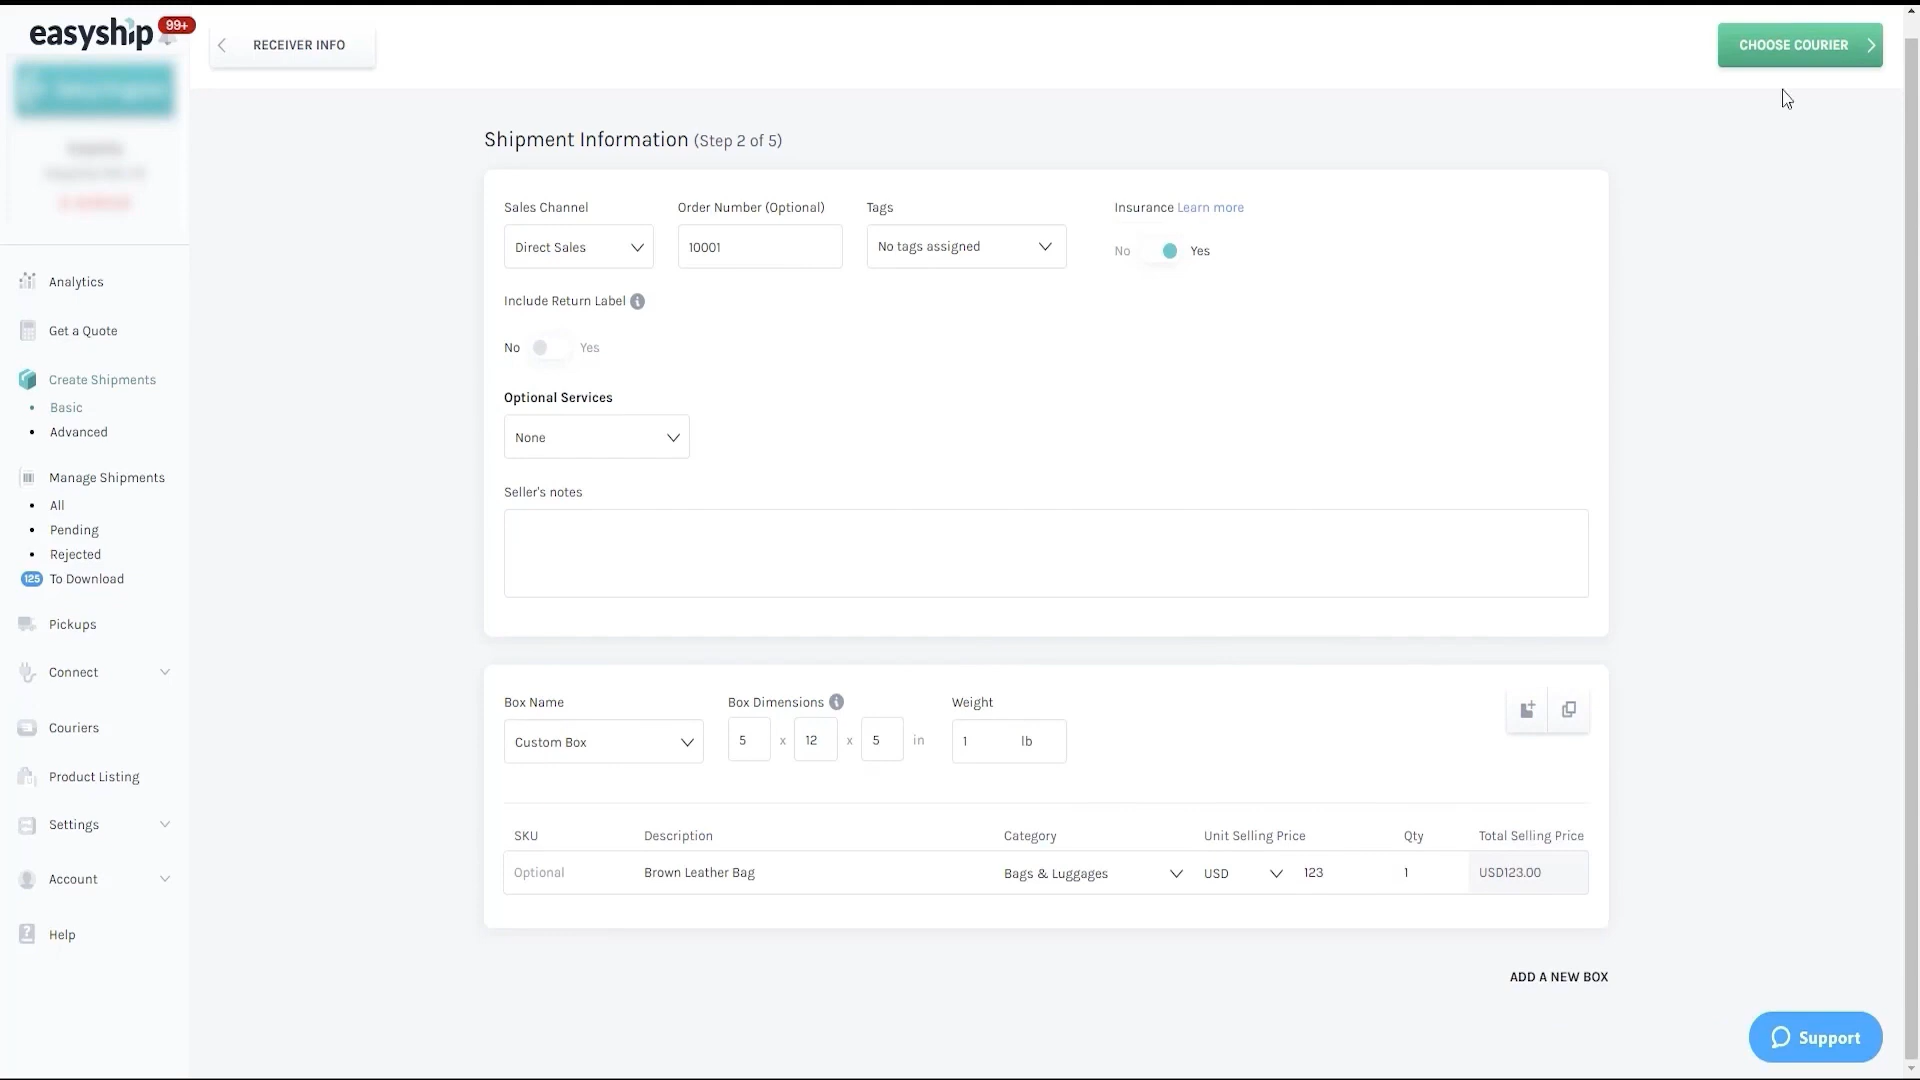 easyship
99+
RECEIVER INFO
CHOOSE COURIER
Analytics
Get a Quote
Create Shipments
Basic
Advanced
Manage Shipments
All
Pending
Rejected
125 To Download
Pickups
Connect
Couriers
Product Listing
Settings
Account
Help
Shipment Information (Step 2 of 5)
Sales Channel Order Number (Optional) Tags Insurance Learn more
Direct Sales 10001 No tags assigned No Yes
Include Return Label
No Yes
Optional Services
None
Seller's notes
Box Name Box Dimensions Weight
Custom Box 5 x 12 x 5 in 1 lb
SKU Description Category Unit Selling Price Qty Total Selling Price
Optional Brown Leather Bag Bags & Luggages USD 123 1 USD123.00
ADD A NEW BOX
Support